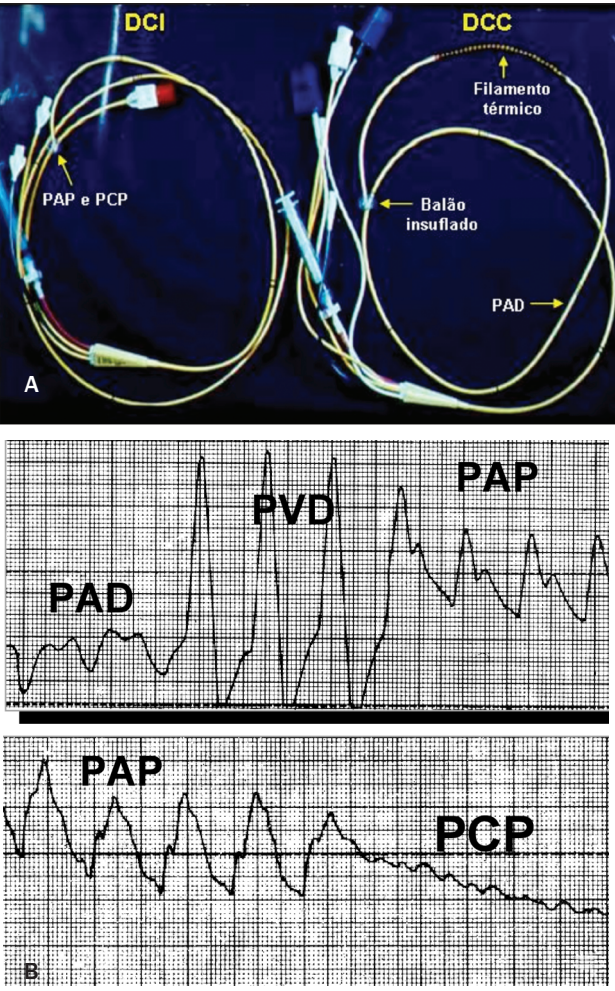 DCI
DCC
Filamento
térmico
PAP e PCP
Balão
insuflado
PAD
A
PAD
PVD
PAP
PAP
PCP
B